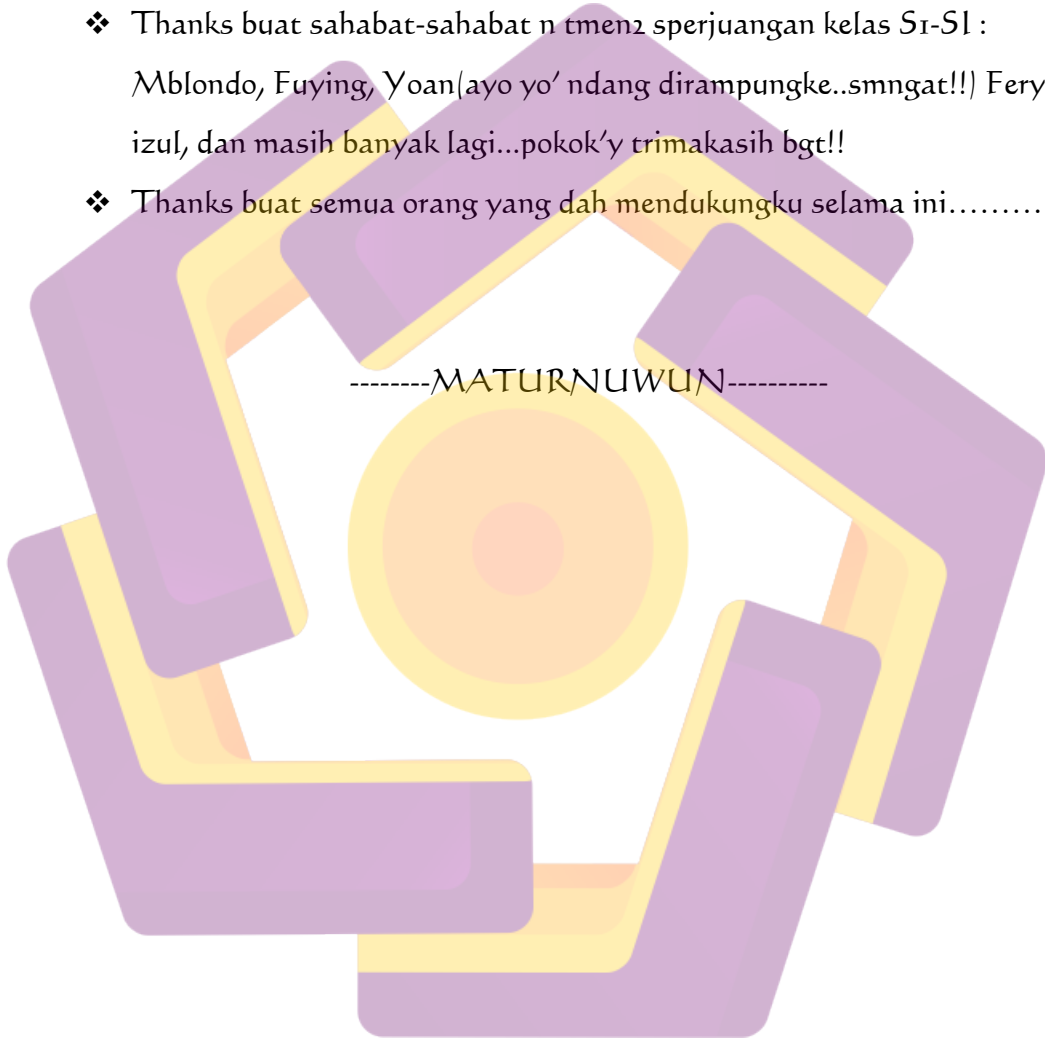 ❖ Thanks buat sahabat-sahabat n tmen2 sperjuangan kelas S1-SI :
Mblondo, Fuying, Yoan(ayo yo' ndang dirampungke..smngat!!) Fery
izul, dan masih banyak lagi...pokok'y trimakasih bgt!!
❖ Thanks buat semua orang yang dah mendukungku selama ini.........
--------MATURNUWUN----------